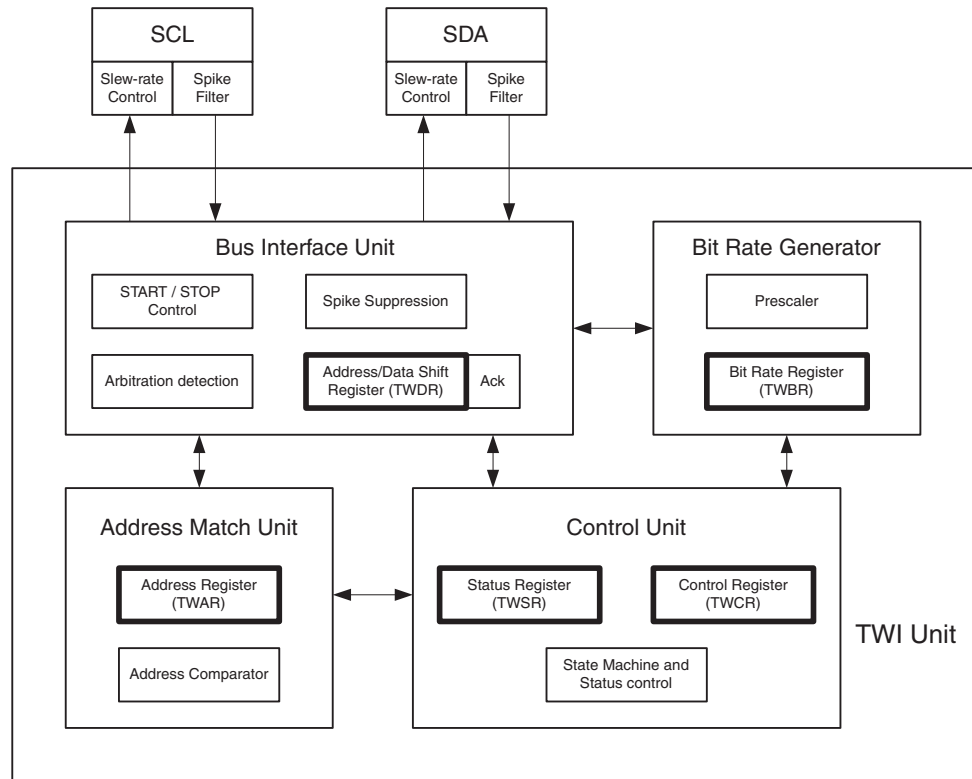 SCL
Slew-rate
Control
Spike
Filter
SDA
Slew-rate
Control
Spike
Filter
Bus Interface Unit
START / STOP
Control
Spike Suppression
Arbitration detection
Address/Data Shift
Register (TWDR)
Ack
Bit Rate Generator
Prescaler
Bit Rate Register
(TWBR)
Address Match Unit
Address Register
(TWAR)
Address Comparator
Control Unit
Status Register
(TWSR)
Control Register
(TWCR)
State Machine and
Status control
TWI Unit